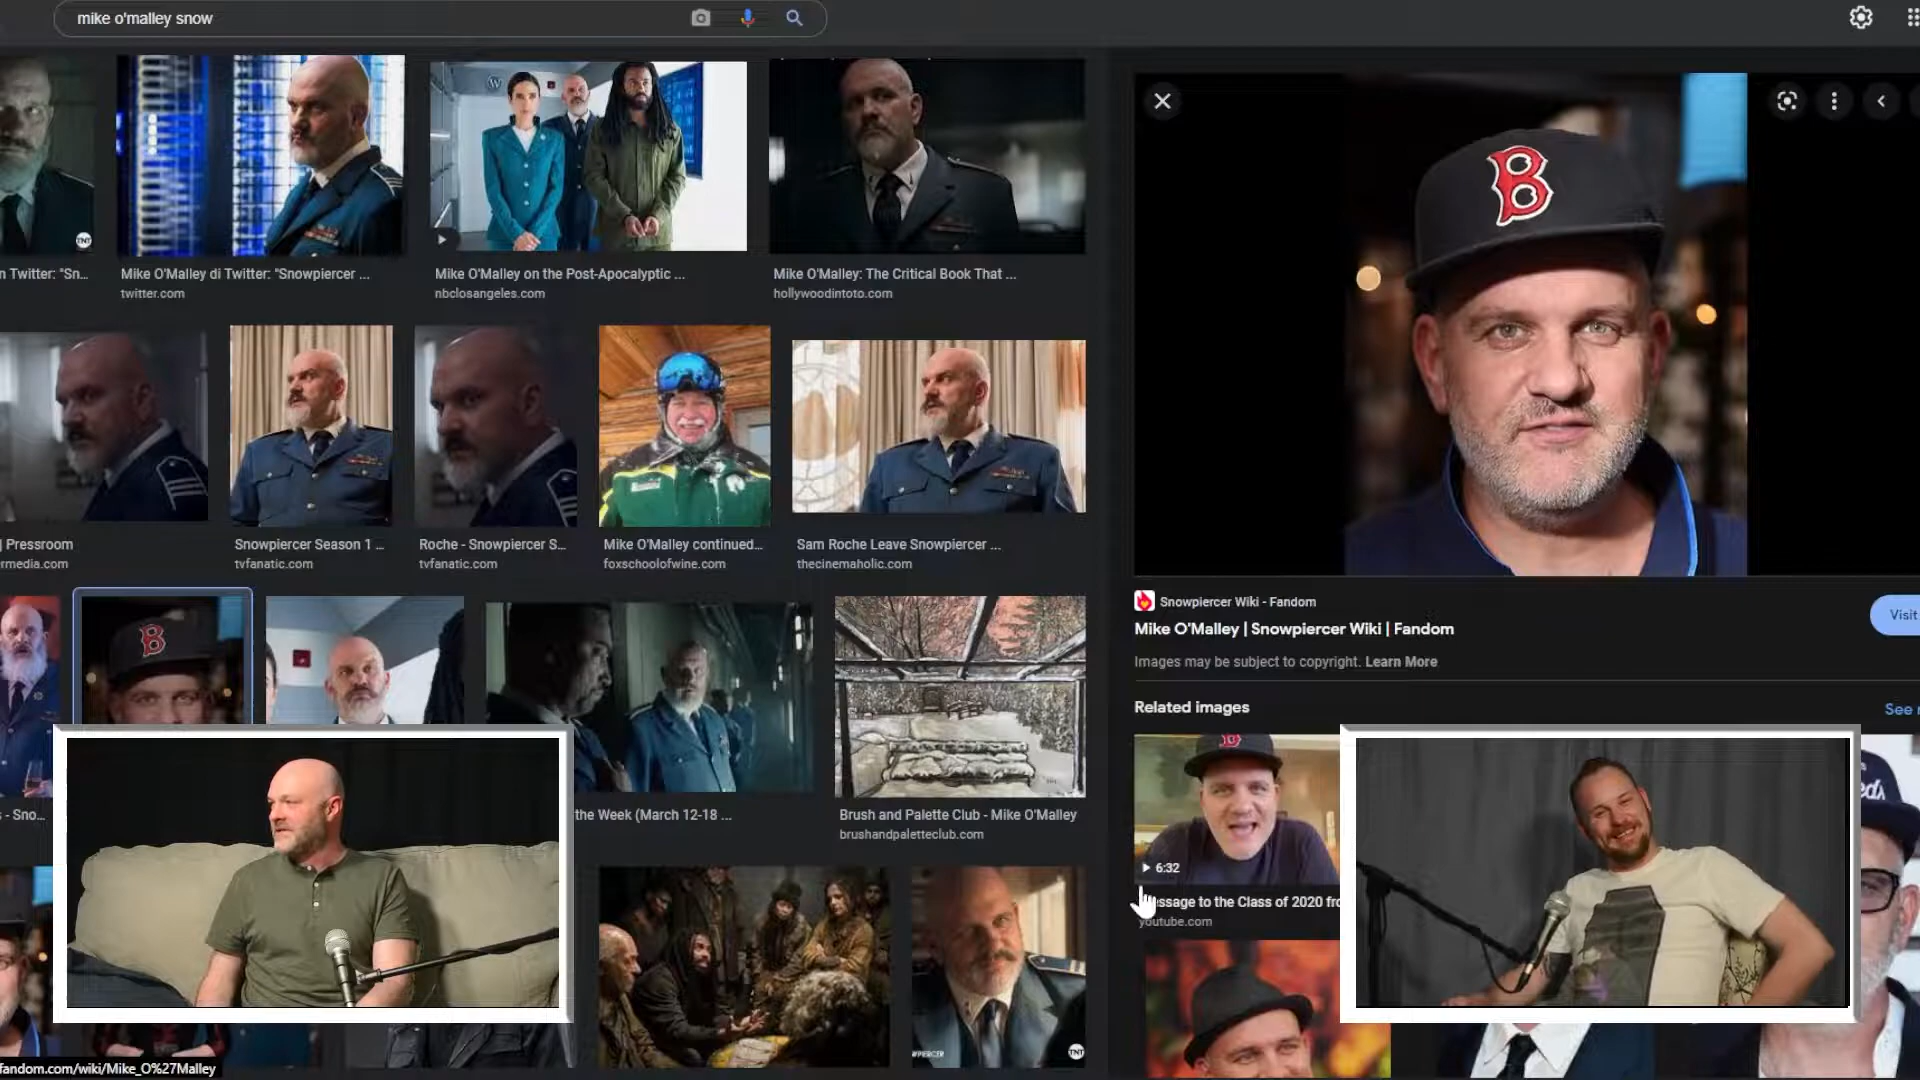 mike o'malley snow
B
TNT
n Twitter: "Sn...
twitter.com
Mike O'Malley di Twitter: "Snowpiercer ...
Mike O'Malley on the Post-Apocalyptic ...
nbclosangeles.com
Mike O'Malley: The Critical Book That ...
hollywoodintoto.com
| Pressroom
rmedia.com
Snowpiercer Season 1 ...
tvfanatic.com
Roche - Snowpiercer S...
tvfanatic.com
Mike O'Malley continued...
foxschoolofwine.com
Sam Roche Leave Snowpiercer ...
thecinemaholic.com
Snowpiercer Wiki - Fandom
Mike O'Malley | Snowpiercer Wiki | Fandom
Visit
Images may be subject to copyright. Learn More
Related images
See
B
B
- Sno...
the Week (March 12-18 ...
Brush and Palette Club - Mike O'Malley
brushandpaletteclub.com
6:32
essage to the Class of 2020 fro
youtube.com
TNT
fandom.com/wiki/Mike_O%27Malley